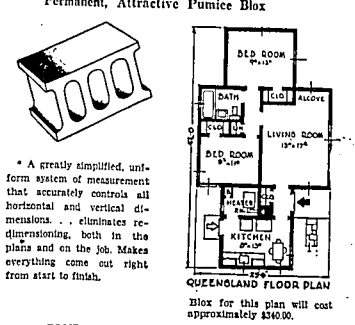 Permanent, Attractive Pumice Blox
* A greatly simplified, uni-
form system of measurement
that accurately controls all
horizontal and vertical di-
mensions. . . eliminates re-
dimensioning, both in the
plans and on the job. Makes
everything come out right
from start to finish.
BED ROOM
BATH
CLO
ALCOVE
CLO
LIVING ROOM
13'x17'
BED ROOM
HEATER
KITCHEN
QUEENSLAND FLOOR PLAN
Blox for this plan will cost
approximately $340.00.